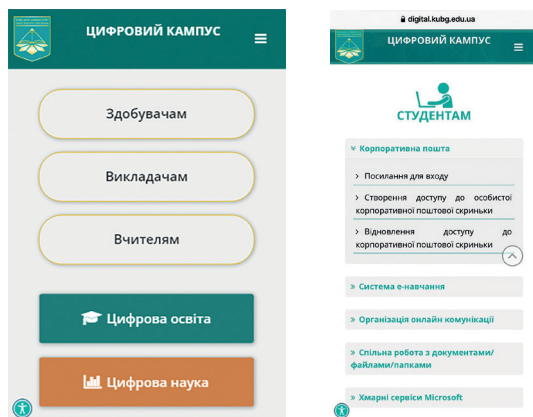 ЦИФРОВИЙ КАМПУС
Здобувачам
Викладачам
Вчителям
Цифрова освіта
Цифрова наука
digital.kubg.edu.ua
ЦИФРОВИЙ КАМПУС
СТУДЕНТАМ
Корпоративна пошта
> Посилання для входу
> Створення доступу до особистої
корпоративної поштової скриньки
> Відновлення доступу до
корпоративної поштової скриньки
» Система е-навчання
» Організація онлайн комунікації
» Спільна робота з документами/
файлами/папками
» Хмарні сервіси Microsoft